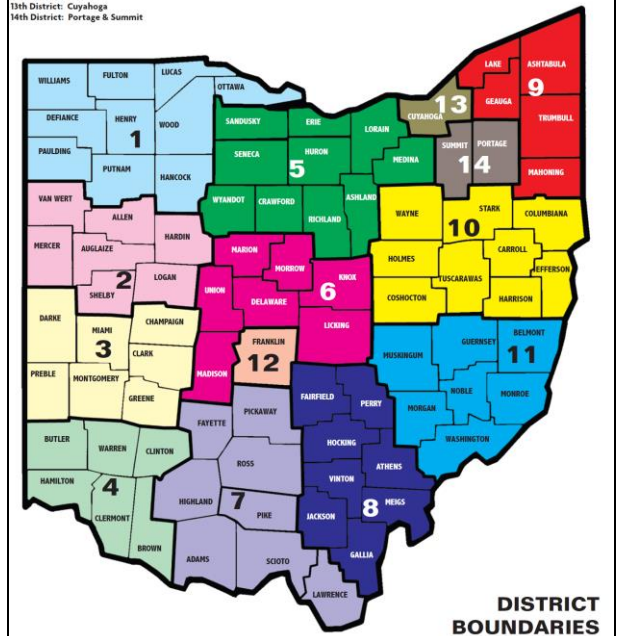 13th District: Cuyahoga
14th District: Portage & Summit
WILLIAMS
FULTON
LUCAS
OTTAWA
DEFIANCE
HENRY
WOOD
1
PAULDING
PUTNAM
HANCOCK
SANDUSKY
ERIE
LORAIN
SENECA
HURON
MEDINA
5
WYANDOT
CRAWFORD
RICHLAND
ASHLAND
CUYAHOGA
13
LAKE
ASHTABULA
9
GEAUGA
TRUMBULL
MAHONING
SUMMIT
PORTAGE
14
VAN WERT
ALLEN
HARDIN
MERCER
AUGLAIZE
2
LOGAN
SHELBY
MARION
MORROW
KNOX
UNION
DELAWARE
6
LICKING
MADISON
WAYNE
STARK
COLUMBIANA
10
HOLMES
CARROLL
TUSCARAWAS
JEFFERSON
COSHOCTON
HARRISON
DARKE
MIAMI
CHAMPAIGN
3
CLARK
PREBLE
MONTGOMERY
GREENE
FRANKLIN
12
MUSKINGUM
GUERNSEY
BELMONT
11
NOBLE
MONROE
MORGAN
WASHINGTON
BUTLER
WARREN
CLINTON
HAMILTON
4
CLERMONT
BROWN
FAYETTE
PICKAWAY
ROSS
HIGHLAND
7
PIKE
ADAMS
SCIOTO
LAWRENCE
FAIRFIELD
PERRY
HOCKING
ATHENS
VINTON
MEIGS
8
JACKSON
GALLIA
DISTRICT
BOUNDARIES